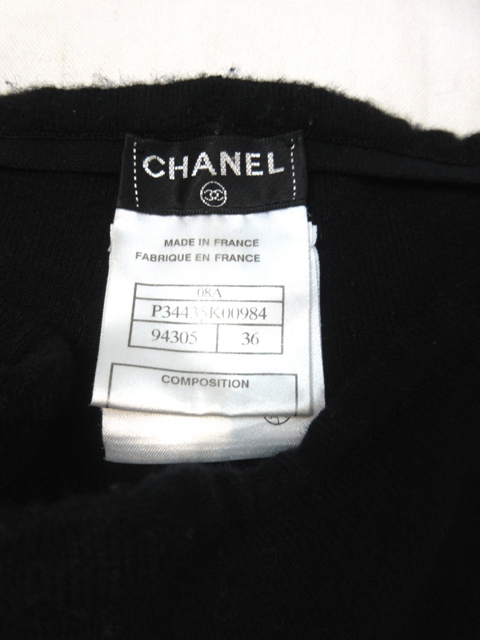 CHANEL
MADE IN FRANCE
FABRIQUE EN FRANCE
08A
P34435K00984
94305 36
COMPOSITION